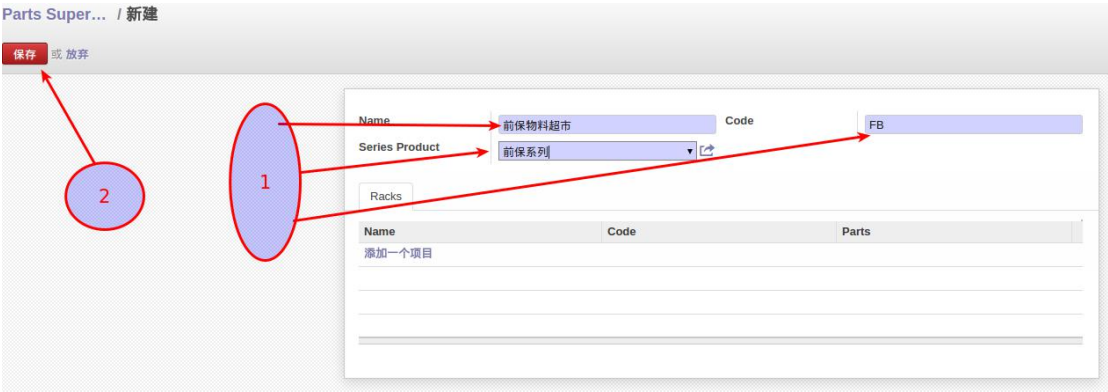 Parts Super... / 新建
保存 或 放弃
Name 前保物料超市 Code FB
Series Product 前保系列
1
2
Racks
Name Code Parts
添加一个项目